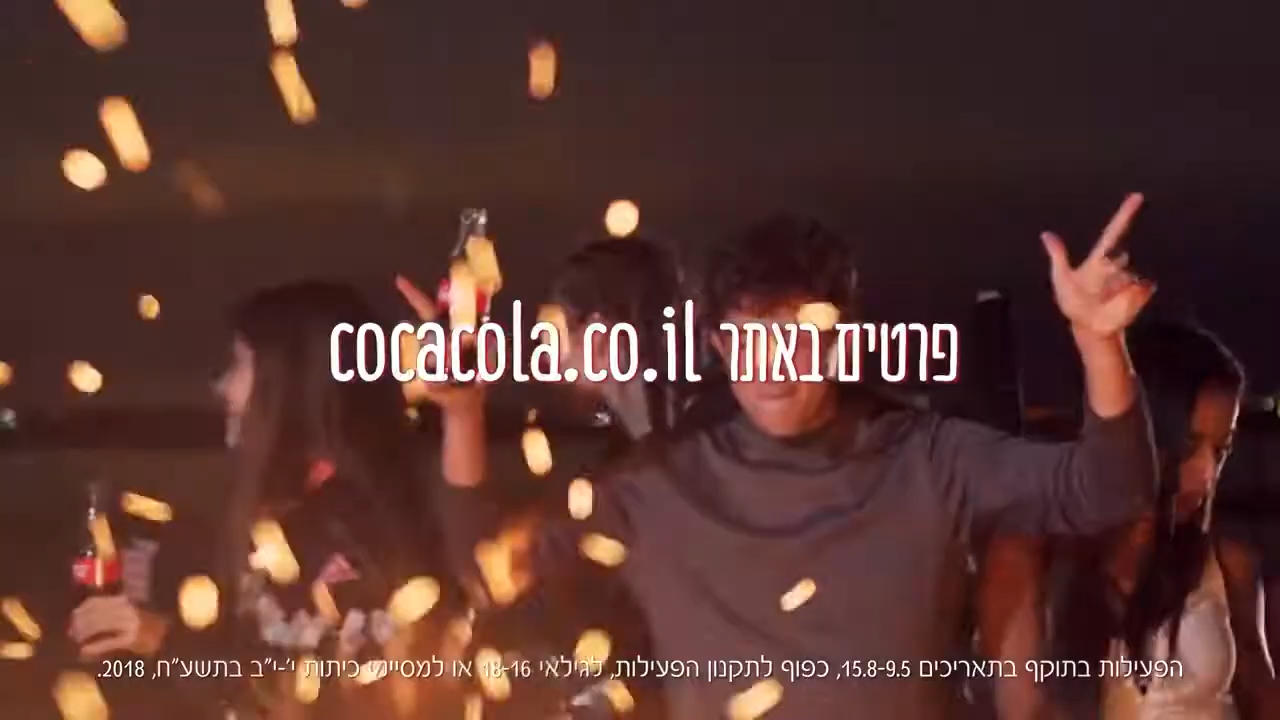 פרטים באתר cocacola.co.il
הפעילות בתוקף בתאריכים 15.8-9.5, כפוף לתקנון הפעילות, לגילאי 18-16 או למסיימי כיתות י'-י"ב בתשע"ח, 2018.